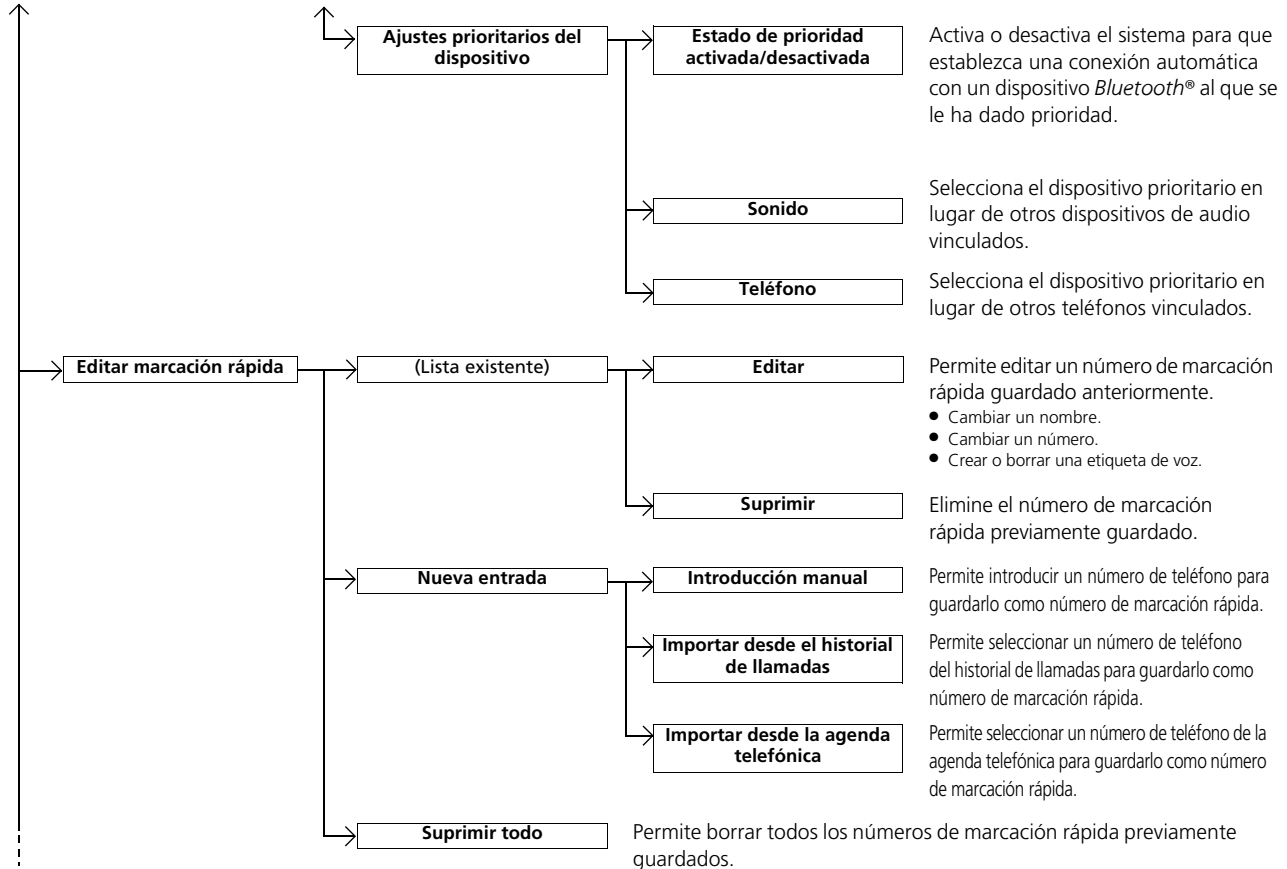 Ajustes prioritarios del
dispositivo
Estado de prioridad
activada/desactivada
Activa o desactiva el sistema para que
establezca una conexión automática
con un dispositivo Bluetooth® al que se
le ha dado prioridad.
Sonido
Selecciona el dispositivo prioritario en
lugar de otros dispositivos de audio
vinculados.
Teléfono
Selecciona el dispositivo prioritario en
lugar de otros teléfonos vinculados.
Editar marcación rápida
(Lista existente)
Editar
Permite editar un número de marcación
rápida guardado anteriormente.
● Cambiar un nombre.
● Cambiar un número.
● Crear o borrar una etiqueta de voz.
Suprimir
Elimine el número de marcación
rápida previamente guardado.
Nueva entrada
Introducción manual
Permite introducir un número de teléfono para
guardarlo como número de marcación rápida.
Importar desde el historial
de llamadas
Permite seleccionar un número de teléfono
del historial de llamadas para guardarlo como
número de marcación rápida.
Importar desde la agenda
telefónica
Permite seleccionar un número de teléfono de la
agenda telefónica para guardarlo como número
de marcación rápida.
Suprimir todo
Permite borrar todos los números de marcación rápida previamente
guardados.